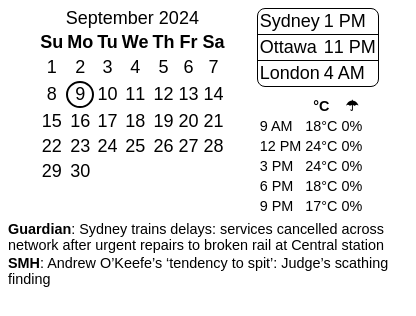 September 2024
Su Mo Tu We Th Fr Sa
1 2 3 4 5 6 7
8 9 10 11 12 13 14
15 16 17 18 19 20 21
22 23 24 25 26 27 28
29 30
Sydney 1 PM
Ottawa 11 PM
London 4 AM
°C ☂
9 AM 18°C 0%
12 PM 24°C 0%
3 PM 24°C 0%
6 PM 18°C 0%
9 PM 17°C 0%
Guardian: Sydney trains delays: services cancelled across
network after urgent repairs to broken rail at Central station
SMH: Andrew O’Keefe’s ‘tendency to spit’: Judge’s scathing
finding